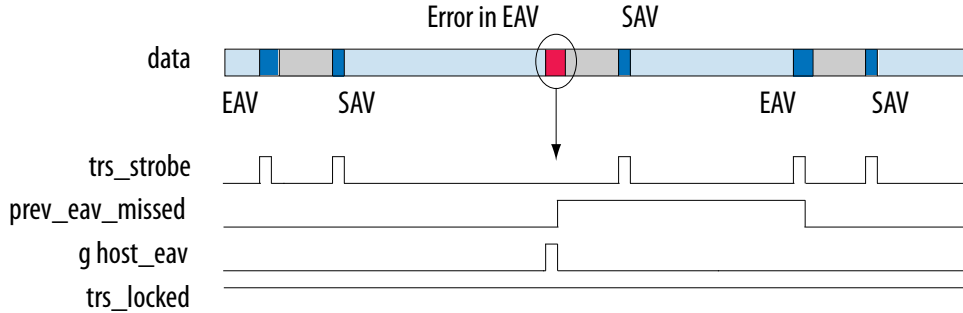 Error in EAV SAV
data
EAV SAV EAV SAV
trs_strobe
prev_eav_missed
g host_eav
trs_locked